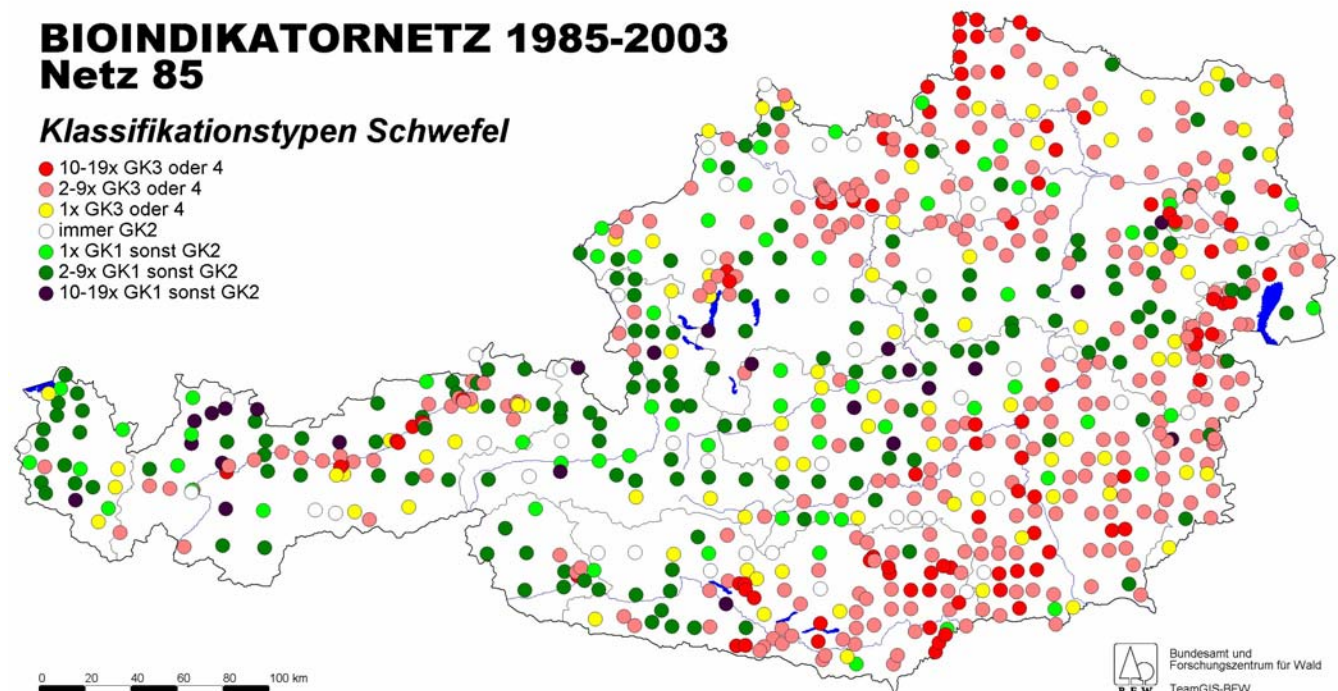 BIOINDIKATORNETZ 1985-2003
Netz 85
Klassifikationstypen Schwefel
10-19x GK3 oder 4
2-9x GK3 oder 4
1x GK3 oder 4
immer GK2
1x GK1 sonst GK2
2-9x GK1 sonst GK2
10-19x GK1 sonst GK2
0 20 40 60 80 100 km
Bundesamt und
Forschungszentrum für Wald
BFW TeamGIS-BFW